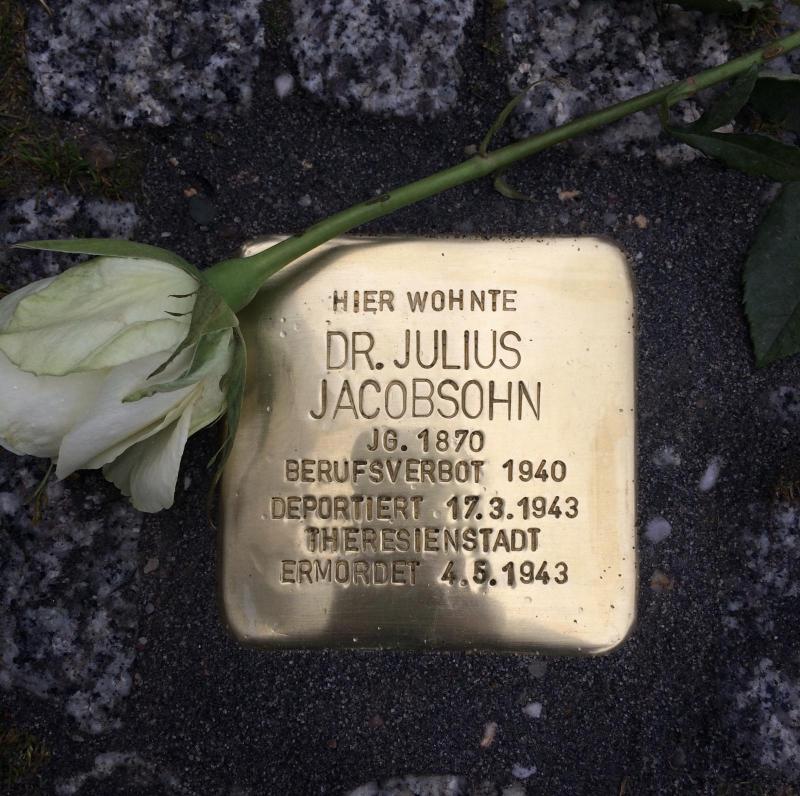 HIER WOHNTE
DR. JULIUS
JACOBSOHN
JG. 1870
BERUFSVERBOT 1940
DEPORTIERT 17.3.1943
THERESIENSTADT
ERMORDET 4.5.1943